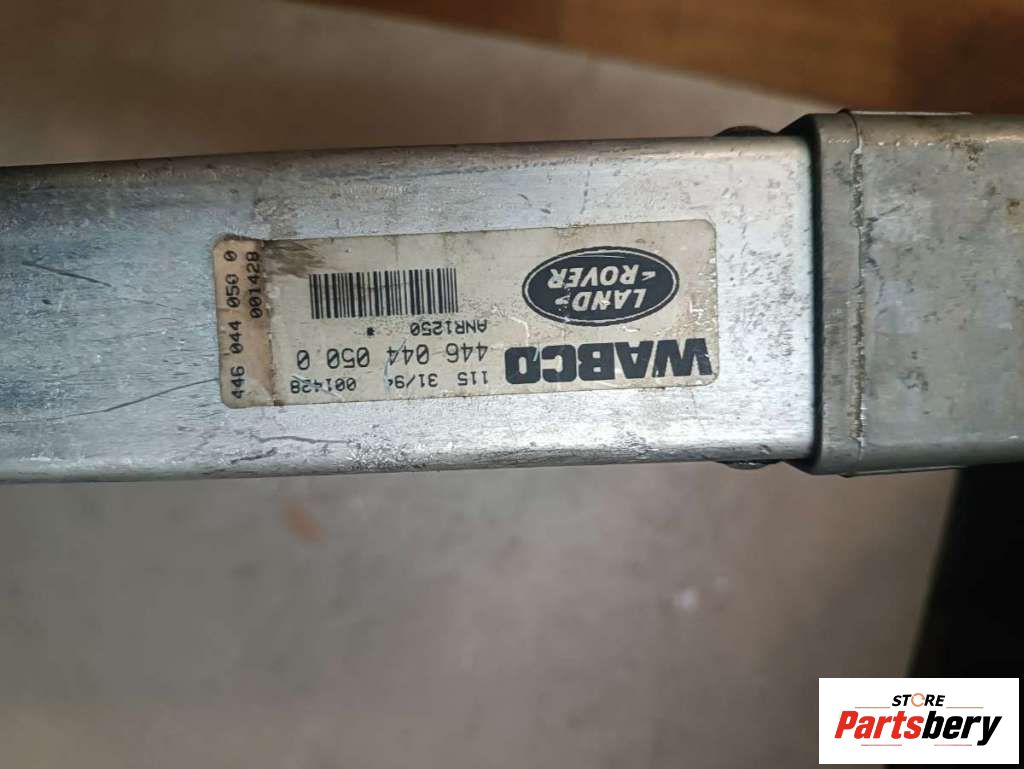 WABCO
115 31/94 001428
446 044 050 0
ANR1250 *
LAND-
ROVER
446 044 050 0
001428
STORE
Partsbery